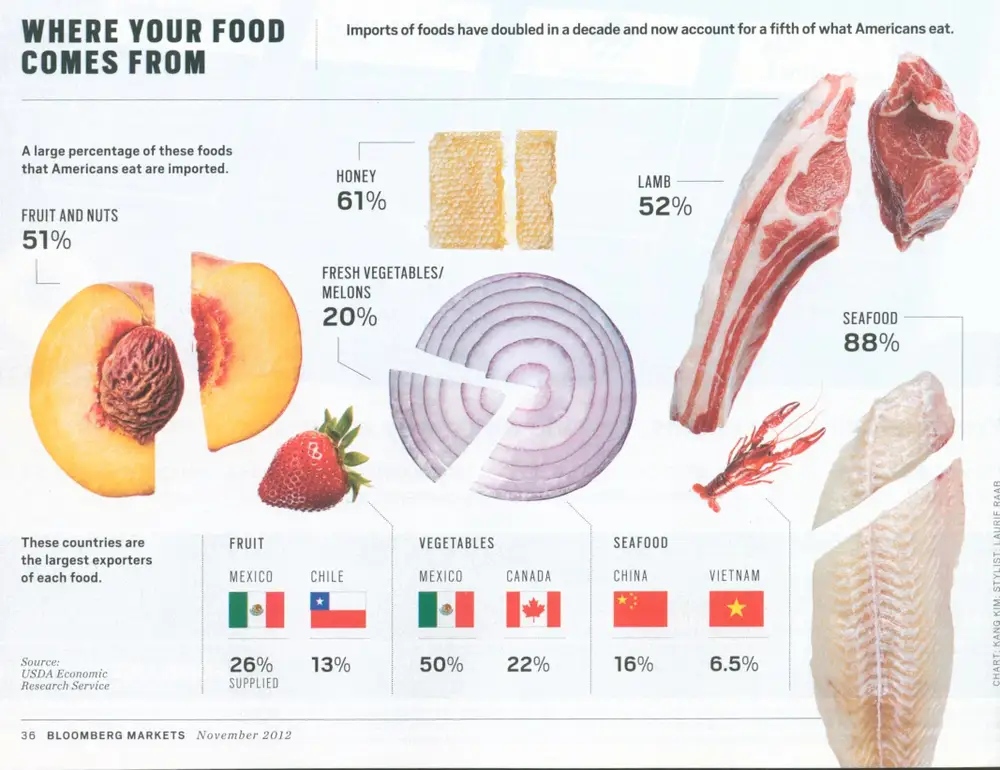 WHERE YOUR FOOD
COMES FROM
Imports of foods have doubled in a decade and now account for a fifth of what Americans eat.
A large percentage of these foods
that Americans eat are imported.
FRUIT AND NUTS
51%
HONEY
61%
FRESH VEGETABLES/
MELONS
20%
LAMB
52%
SEAFOOD
88%
These countries are
the largest exporters
of each food.
FRUIT
MEXICO CHILE
26% 13%
SUPPLIED
VEGETABLES
MEXICO CANADA
50% 22%
SEAFOOD
CHINA VIETNAM
16% 6.5%
Source:
USDA Economic
Research Service
CHART: KANG KIM; STYLIST: LAURIE RAAB
36 BLOOMBERG MARKETS November 2012